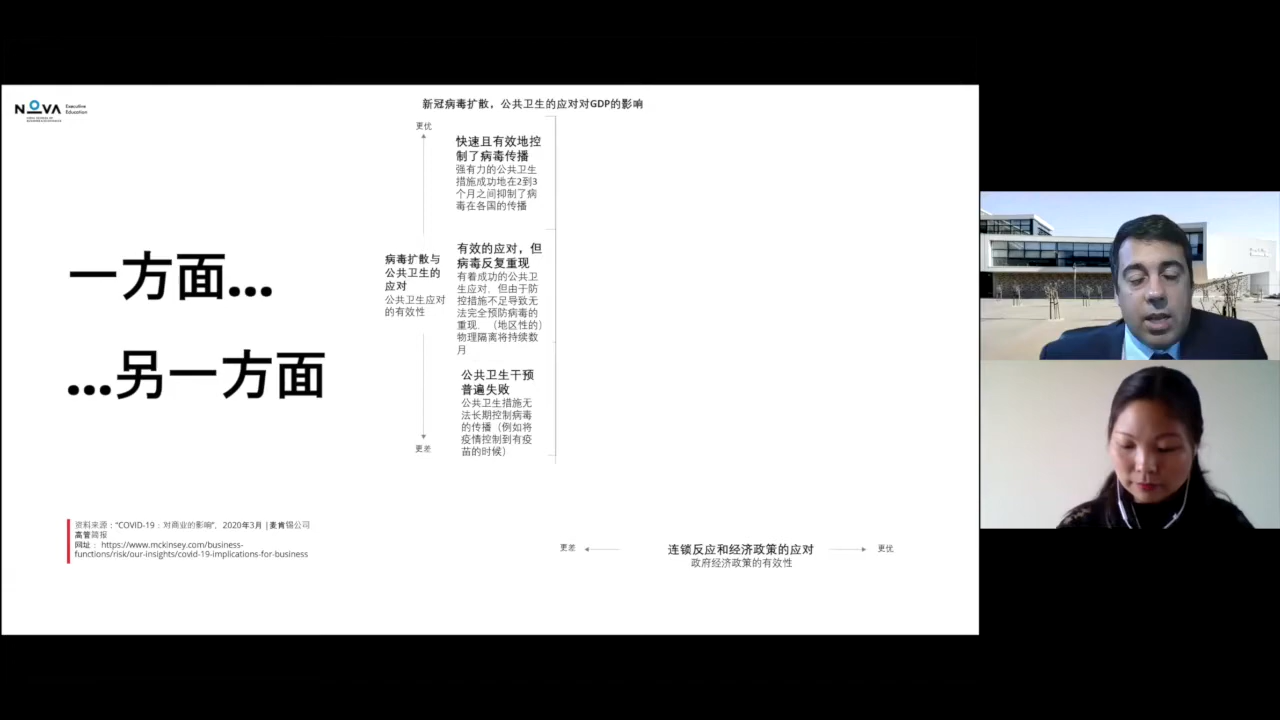 NOVA
Executive
Education
新冠病毒扩散，公共卫生的应对对GDP的影响
更优
快速且有效地控
制了病毒传播
强有力的公共卫生
措施成功地在2到3
个月之间抑制了病
毒在各国的传播
一方面...
...另一方面
病毒扩散与
公共卫生的
应对
公共卫生应对
的有效性
有效的应对，但
病毒反复重现
有着成功的公共卫
生应对，但由于防
控措施不足导致无
法完全预防病毒的
重现，（地区性的）
物理隔离将持续数
月
公共卫生干预
普遍失败
公共卫生措施无
法长期控制病毒
的传播（例如将
疫情控制到有疫
苗的时候）
更差
资料来源："COVID-19：对商业的影响"，2020年3月 |麦肯锡公司
高管简报
网址 ： https://www.mckinsey.com/business-
functions/risk/our-insights/covid-19-implications-for-business
更差
连锁反应和经济政策的应对
政府经济政策的有效性
更优